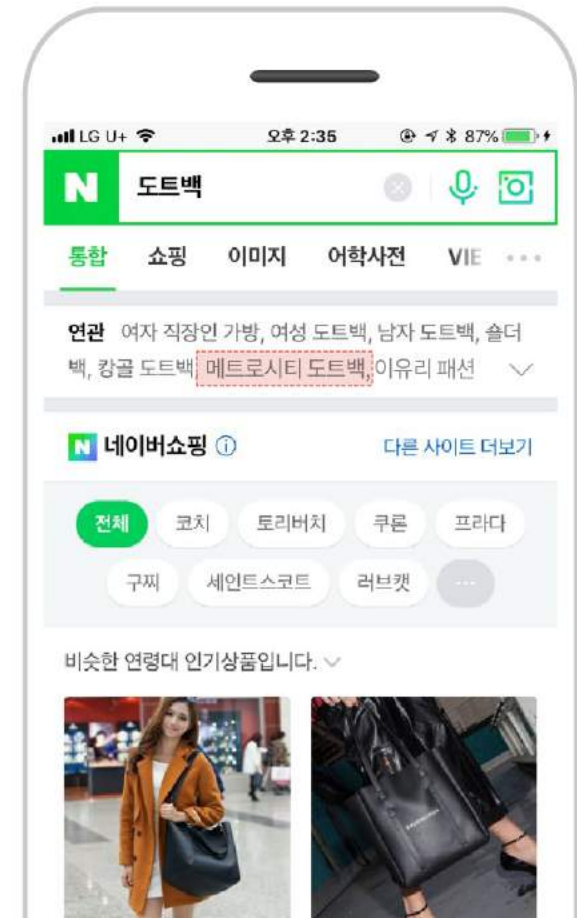 LG U+ 오후 2:35 87%
N 도트백
통합 쇼핑 이미지 어학사전 VIE
연관 여자 직장인 가방, 여성 도트백, 남자 도트백, 숄더
백, 캉골 도트백, 메트로시티 도트백, 이유리 패션
N 네이버쇼핑 다른 사이트 더보기
전체 코치 토리버치 쿠론 프라다
구찌 세인트스코트 러브캣 ...
비슷한 연령대 인기상품입니다.